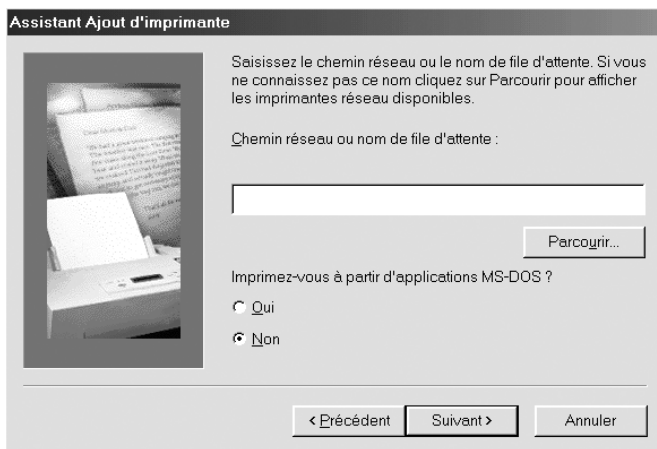 Assistant Ajout d'imprimante
Saisissez le chemin réseau ou le nom de file d'attente. Si vous
ne connaissez pas ce nom cliquez sur Parcourir pour afficher
les imprimantes réseau disponibles.
Chemin réseau ou nom de file d'attente :
Parcourir...
Imprimez-vous à partir d'applications MS-DOS ?
Oui
Non
< Précédent
Suivant >
Annuler